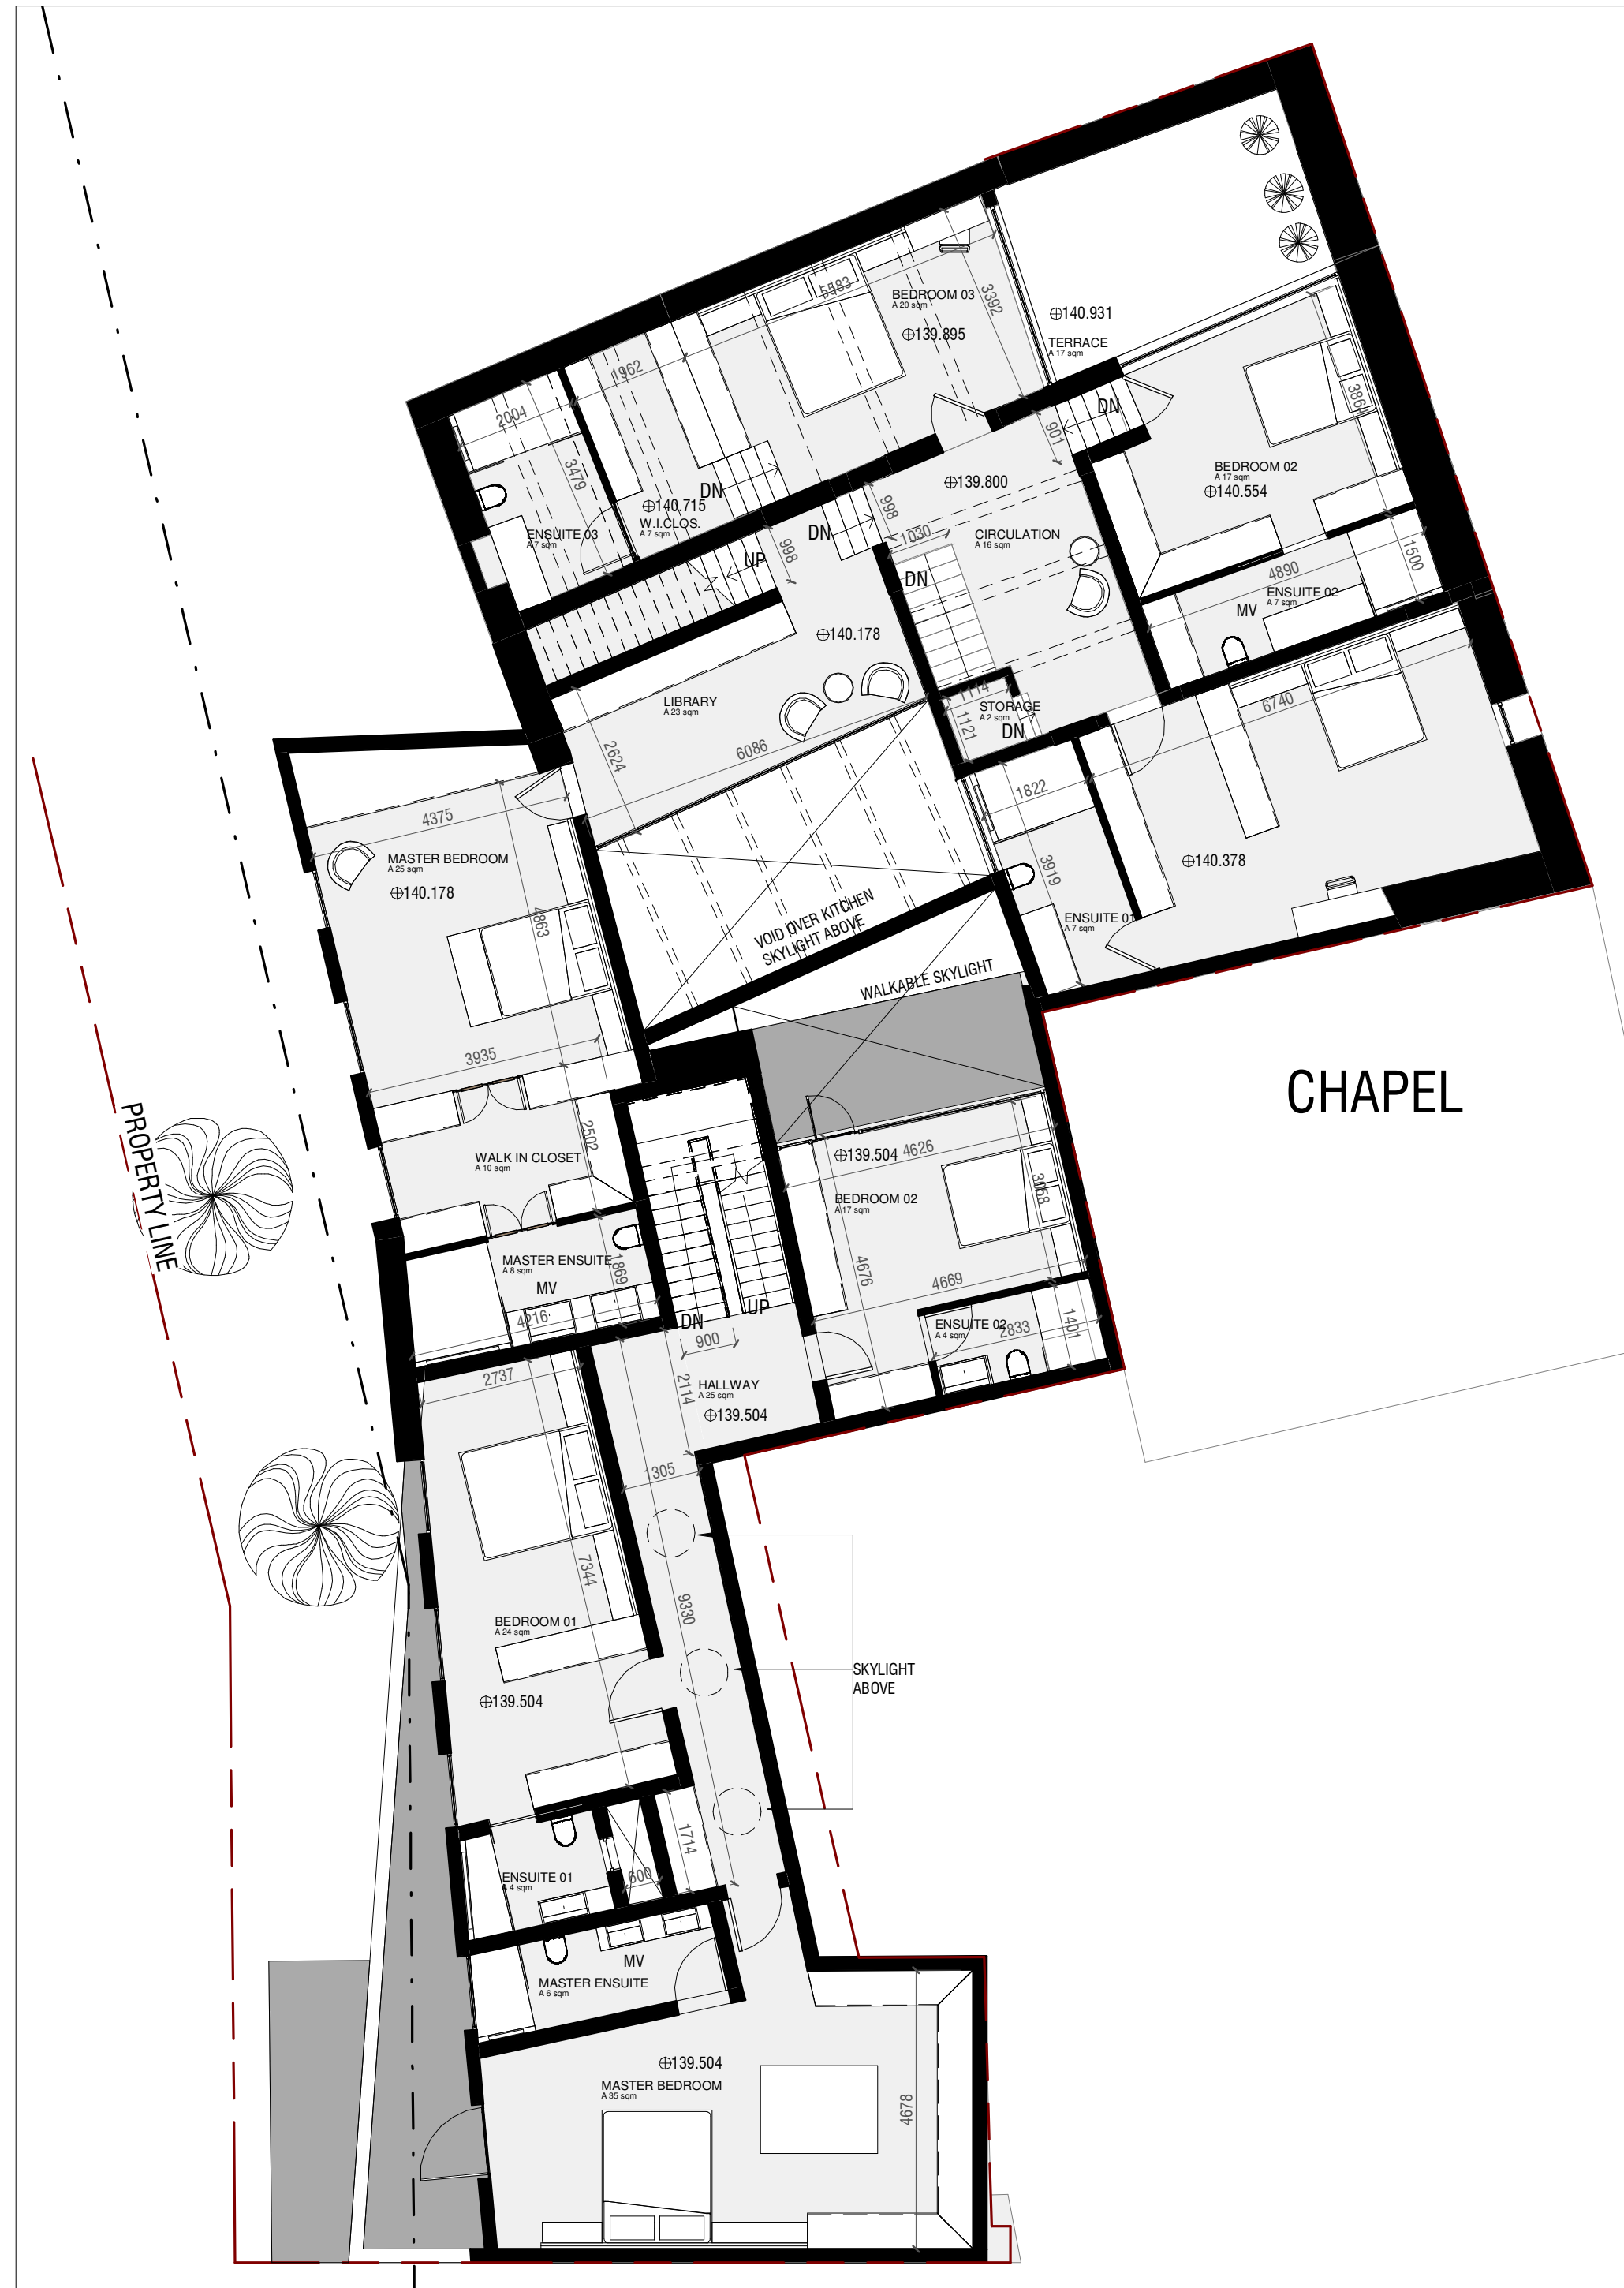 BEDROOM 03
A 20 sqm
⊕139.895
5583
3392
⊕140.931
TERRACE
A 17 sqm
1962
2004
3479
ENSUITE 03
A 7 sqm
⊕140.715
W.I.CLOS.
A 7 sqm
DN
DN
901
3864
BEDROOM 02
A 17 sqm
⊕140.554
⊕139.800
998
DN
1030
CIRCULATION
A 16 sqm
UP
998
DN
4890
1500
ENSUITE 02
A 7 sqm
MV
⊕140.178
LIBRARY
A 23 sqm
2624
6086
1114
STORAGE
A 2 sqm
1121
DN
6740
1822
3919
⊕140.378
ENSUITE 01
A 7 sqm
4375
MASTER BEDROOM
A 25 sqm
⊕140.178
4863
VOID OVER KITCHEN
SKYLIGHT ABOVE
WALKABLE SKYLIGHT
3935
CHAPEL
PROPERTY LINE
2502
WALK IN CLOSET
A 10 sqm
⊕139.504
4626
BEDROOM 02
A 17 sqm
3058
MASTER ENSUITE
A 8 sqm
MV
1869
4216
4676
4669
DN
UP
900
ENSUITE 02
A 4 sqm
2833
1401
2737
2114
HALLWAY
A 25 sqm
⊕139.504
1305
7344
9330
BEDROOM 01
A 24 sqm
SKYLIGHT
ABOVE
⊕139.504
1714
600
ENSUITE 01
A 4 sqm
MV
MASTER ENSUITE
A 6 sqm
⊕139.504
MASTER BEDROOM
A 35 sqm
4678